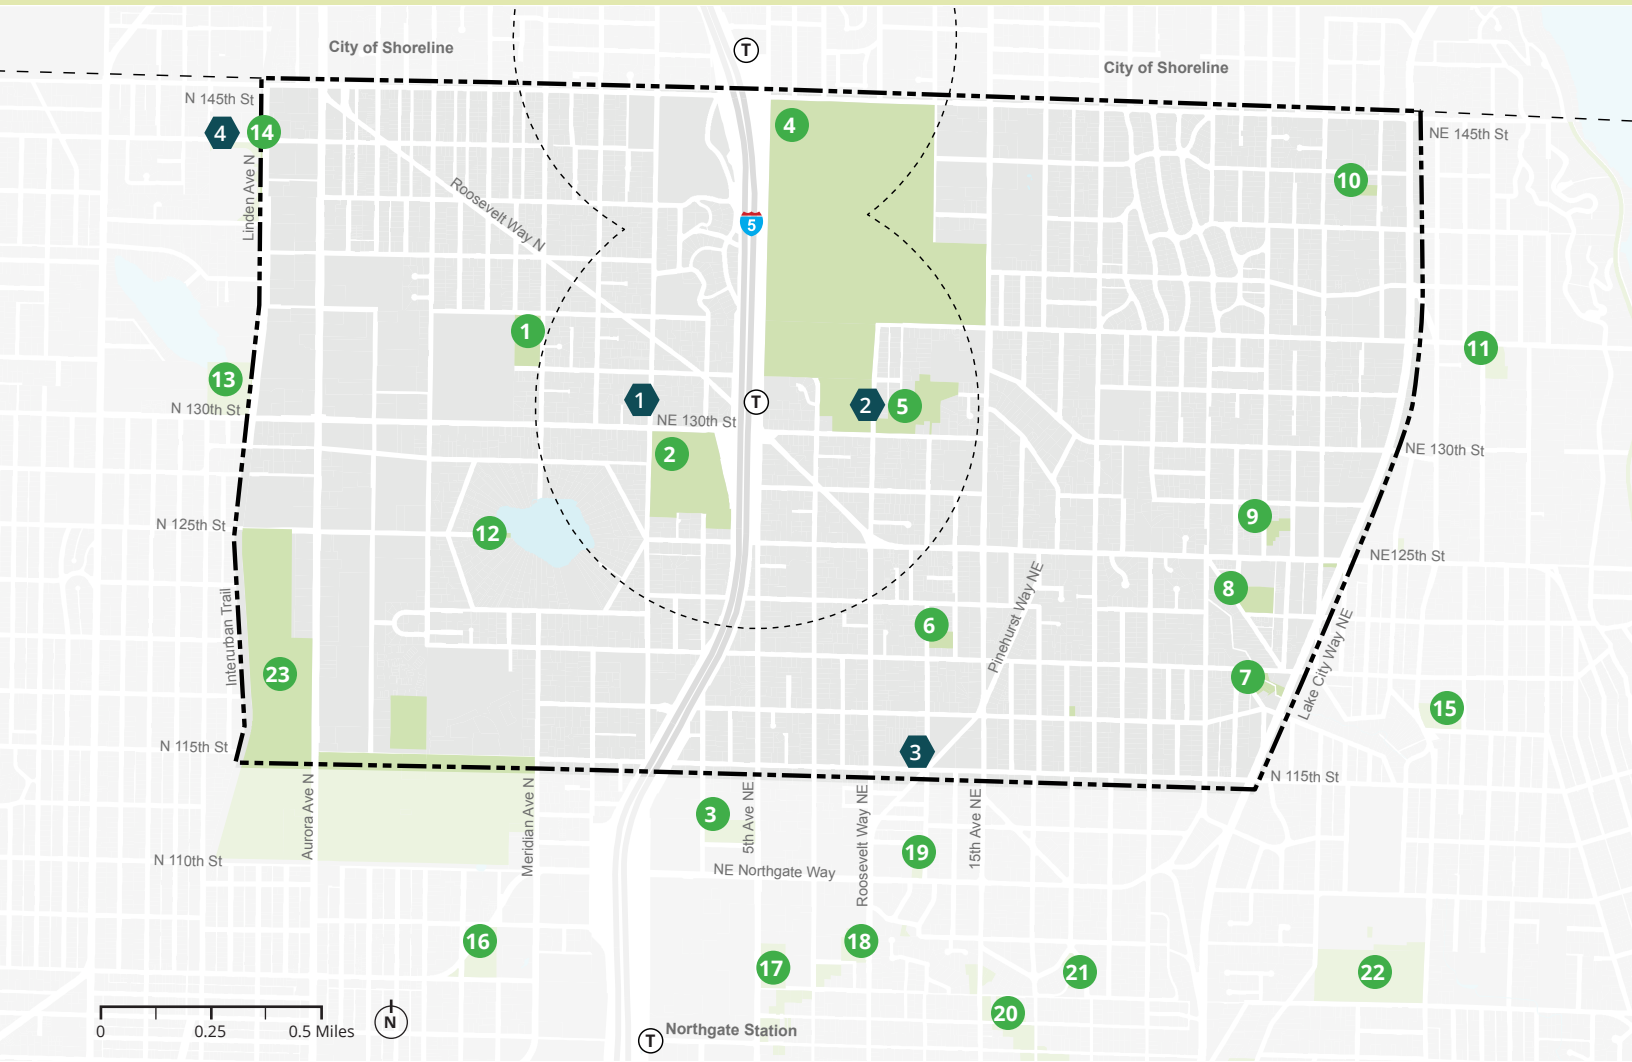 City of Shoreline
T
City of Shoreline
N 145th St
4
14
4
NE 145th St
10
Linden Ave N
Roosevelt Way N
5
1
11
13
N 130th St
1
T
2
5
NE 130th St
2
NE 130th St
12
N 125th St
9
NE125th St
8
Interurban Trail
6
Pinehurst Way NE
23
7
Lake City Way NE
15
N 115th St
3
N 115th St
Aurora Ave N
Meridian Ave N
3
5th Ave NE
Roosevelt Way NE
15th Ave NE
19
N 110th St
NE Northgate Way
16
18
17
21
22
20
0
0.25
0.5 Miles
N
T
Northgate Station